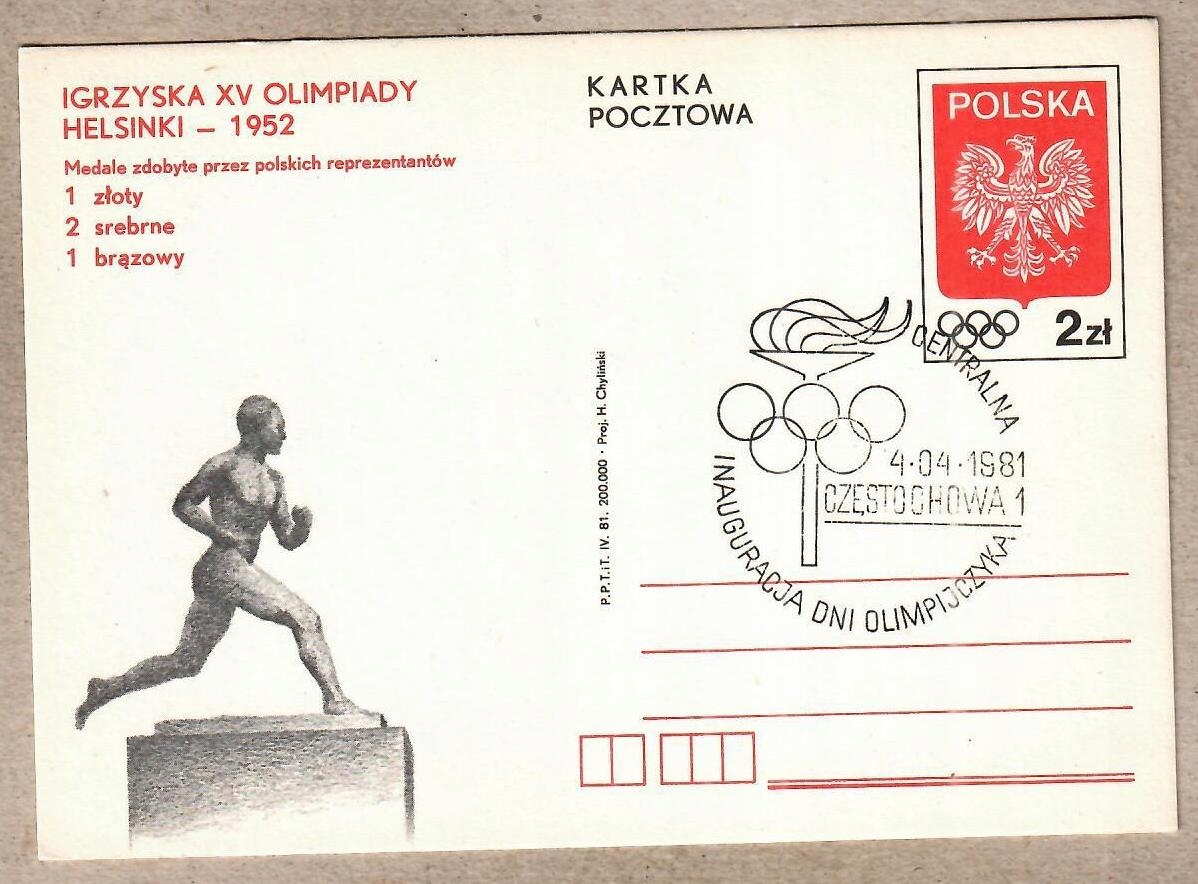 IGRZYSKA XV OLIMPIADY
HELSINKI – 1952
Medale zdobyte przez polskich reprezentantów
1 złoty
2 srebrne
1 brązowy
KARTKA
POCZTOWA
POLSKA
2zł
CENTRALNA
4·04·1981
CZĘSTOCHOWA 1
INAUGURACJA DNI OLIMPIJCZYKA
P.P.T.iT. IV. 81. 200.000 · Proj. H. Chyliński